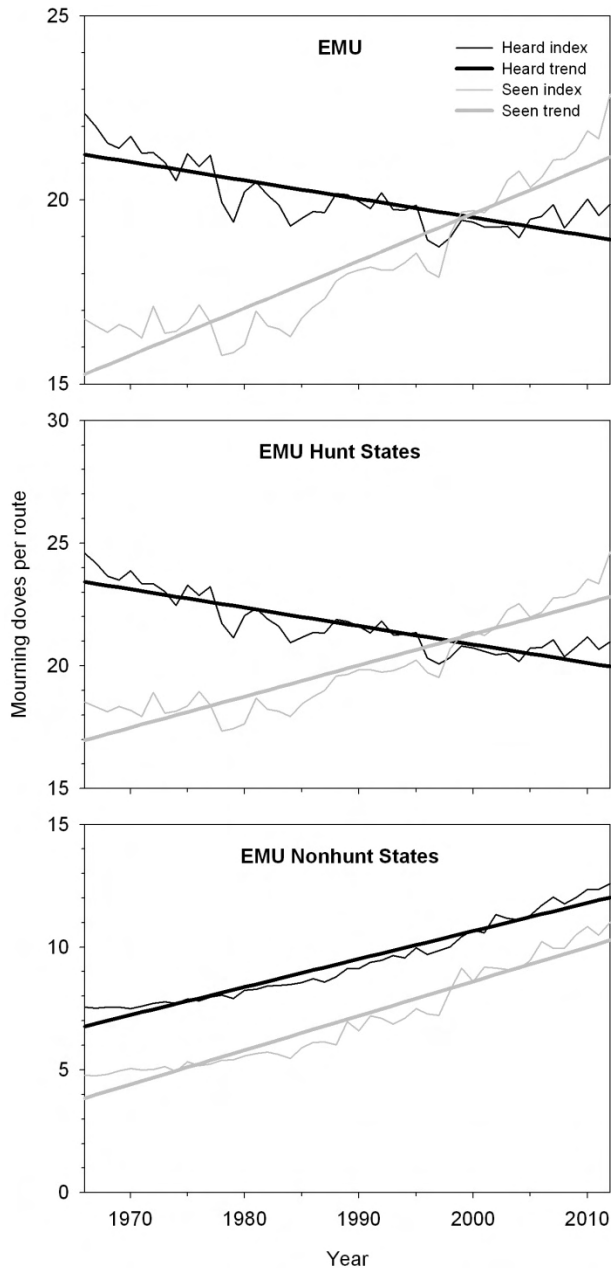 25
EMU
Heard index
Heard trend
Seen index
Seen trend
20
15
30
EMU Hunt States
25
20
15
Mourning doves per route
15
EMU Nonhunt States
10
5
0
1970 1980 1990 2000 2010
Year